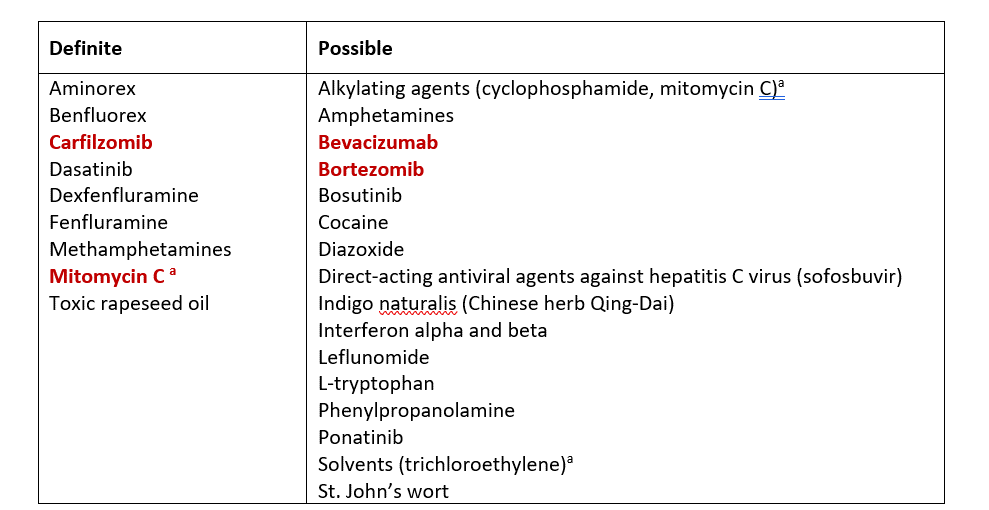 Definite
Possible
Aminorex
Benfluorex
Carfilzomib
Dasatinib
Dexfenfluramine
Fenfluramine
Methamphetamines
Mitomycin C ᵃ
Toxic rapeseed oil
Alkylating agents (cyclophosphamide, mitomycin C)ᵃ
Amphetamines
Bevacizumab
Bortezomib
Bosutinib
Cocaine
Diazoxide
Direct-acting antiviral agents against hepatitis C virus (sofosbuvir)
Indigo naturalis (Chinese herb Qing-Dai)
Interferon alpha and beta
Leflunomide
L-tryptophan
Phenylpropanolamine
Ponatinib
Solvents (trichloroethylene)ᵃ
St. John’s wort